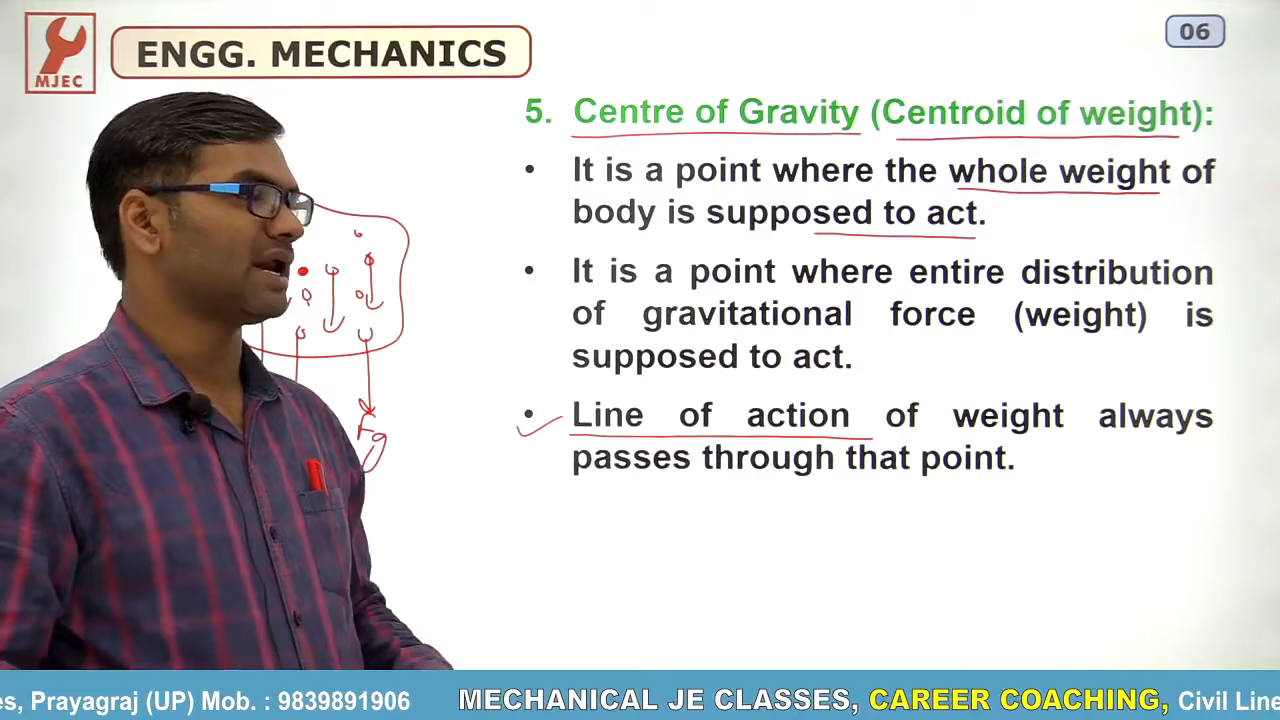 MJEC
ENGG. MECHANICS
06
5. Centre of Gravity (Centroid of weight):
• It is a point where the whole weight of
body is supposed to act.
• It is a point where entire distribution
of gravitational force (weight) is
supposed to act.
• Line of action of weight always
passes through that point.
Fg
es, Prayagraj (UP) Mob. : 9839891906 MECHANICAL JE CLASSES, CAREER COACHING, Civil Line